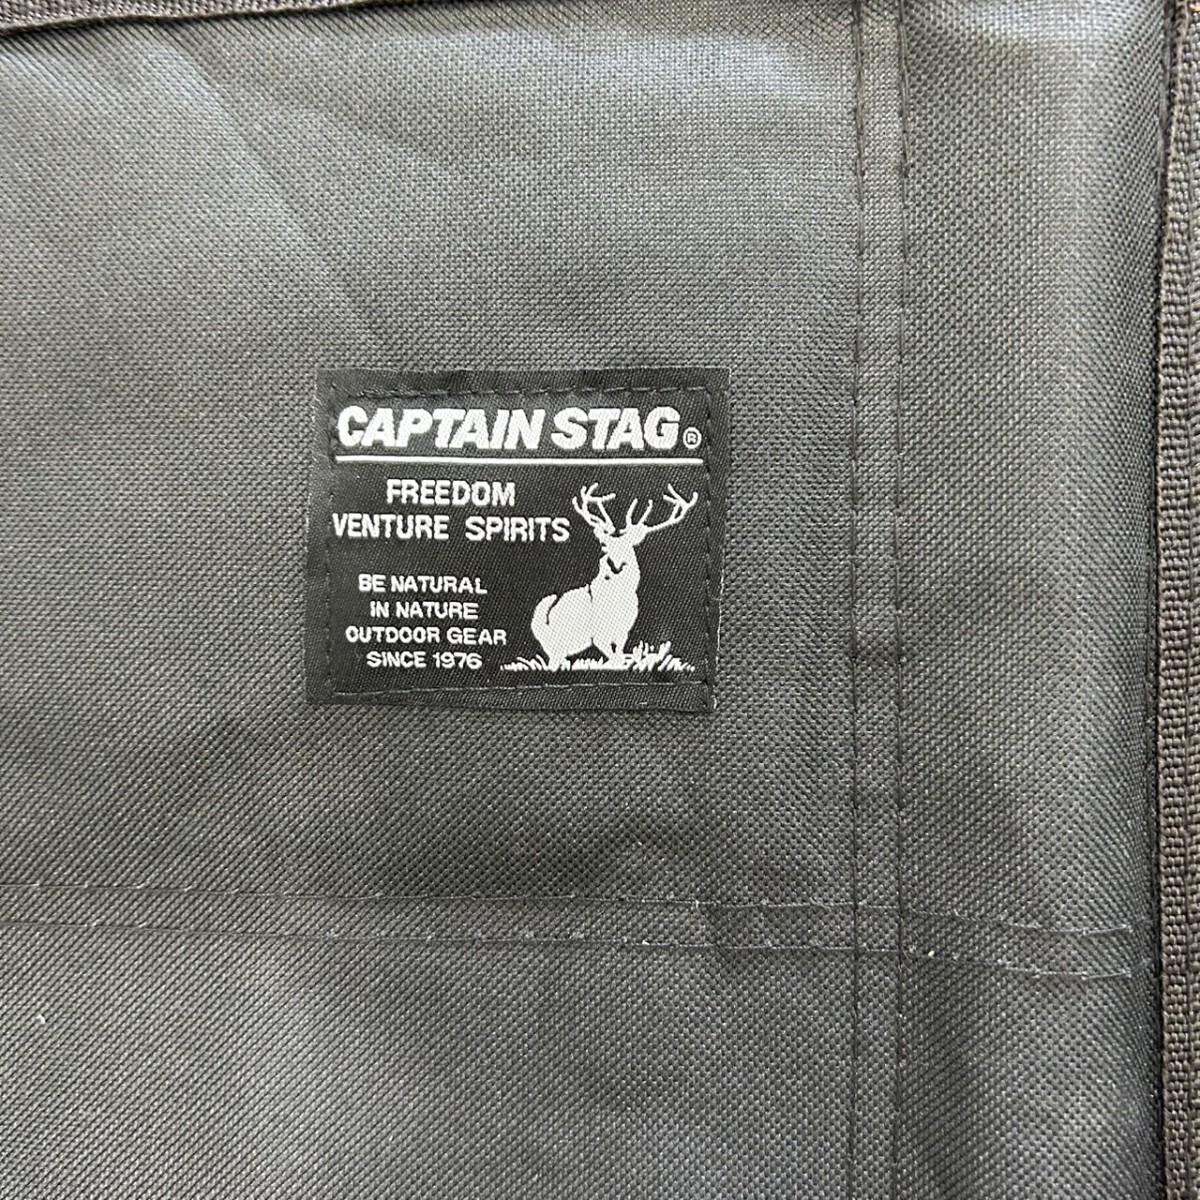 CAPTAIN STAG®
FREEDOM
VENTURE SPIRITS
BE NATURAL
IN NATURE
OUTDOOR GEAR
SINCE 1976